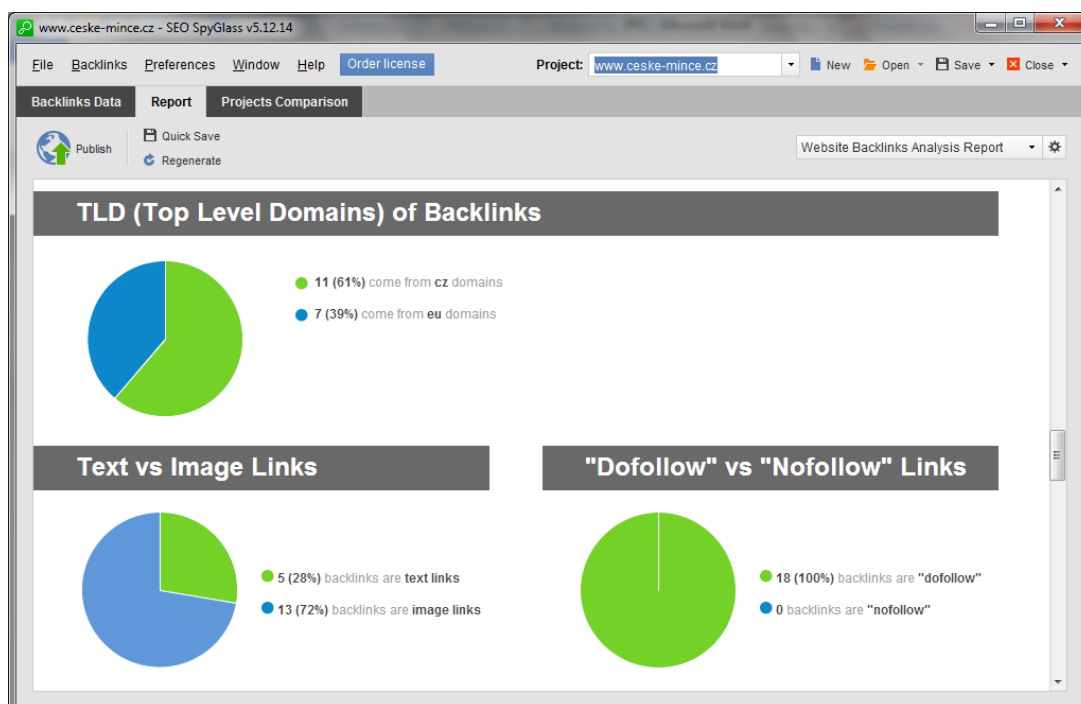 www.ceske-mince.cz - SEO SpyGlass v5.12.14
File Backlinks Preferences Window Help Order license Project: www.ceske-mince.cz New Open Save Close
Backlinks Data Report Projects Comparison
Publish
Quick Save
Regenerate
Website Backlinks Analysis Report
TLD (Top Level Domains) of Backlinks
11 (61%) come from cz domains
7 (39%) come from eu domains
Text vs Image Links
5 (28%) backlinks are text links
13 (72%) backlinks are image links
"Dofollow" vs "Nofollow" Links
18 (100%) backlinks are "dofollow"
0 backlinks are "nofollow"